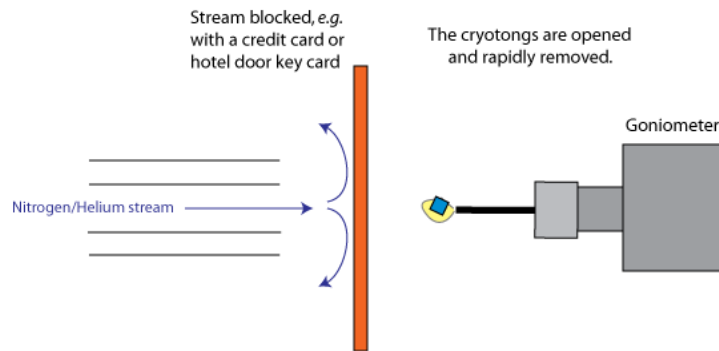 Stream blocked, e.g.
with a credit card or
hotel door key card
The cryotongs are opened
and rapidly removed.
Goniometer
Nitrogen/Helium stream